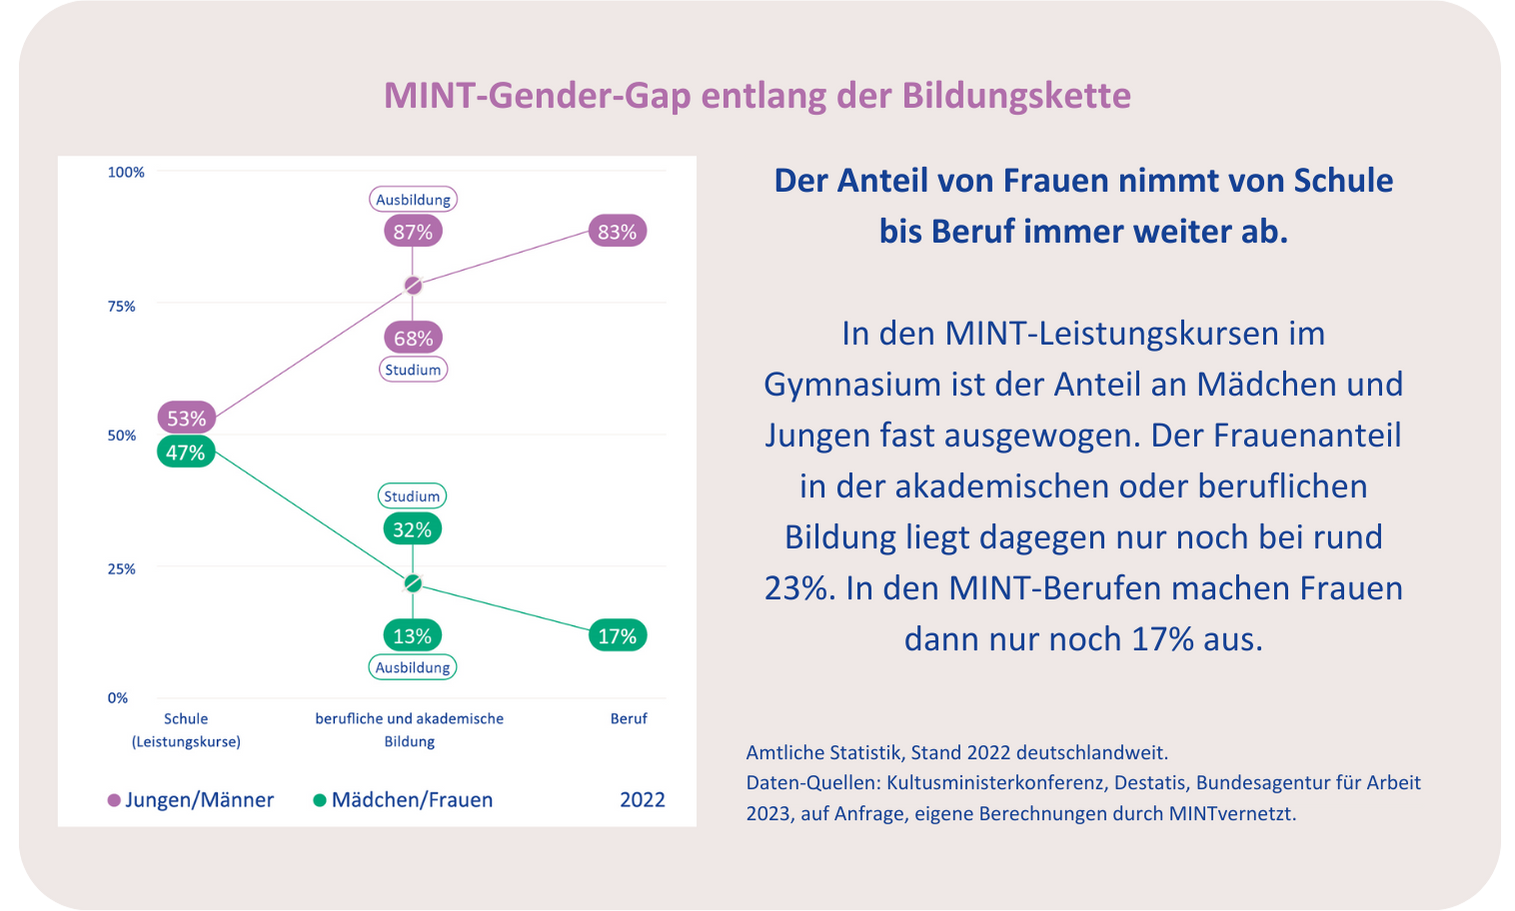 MINT-Gender-Gap entlang der Bildungskette
100%
75%
50%
25%
0%
Ausbildung
87%
83%
68%
Studium
53%
47%
Studium
32%
13%
17%
Ausbildung
Schule
(Leistungskurse)
berufliche und akademische
Bildung
Beruf
Jungen/Männer
Mädchen/Frauen
2022
Der Anteil von Frauen nimmt von Schule
bis Beruf immer weiter ab.
In den MINT-Leistungskursen im
Gymnasium ist der Anteil an Mädchen und
Jungen fast ausgewogen. Der Frauenanteil
in der akademischen oder beruflichen
Bildung liegt dagegen nur noch bei rund
23%. In den MINT-Berufen machen Frauen
dann nur noch 17% aus.
Amtliche Statistik, Stand 2022 deutschlandweit.
Daten-Quellen: Kultusministerkonferenz, Destatis, Bundesagentur für Arbeit
2023, auf Anfrage, eigene Berechnungen durch MINTvernetzt.